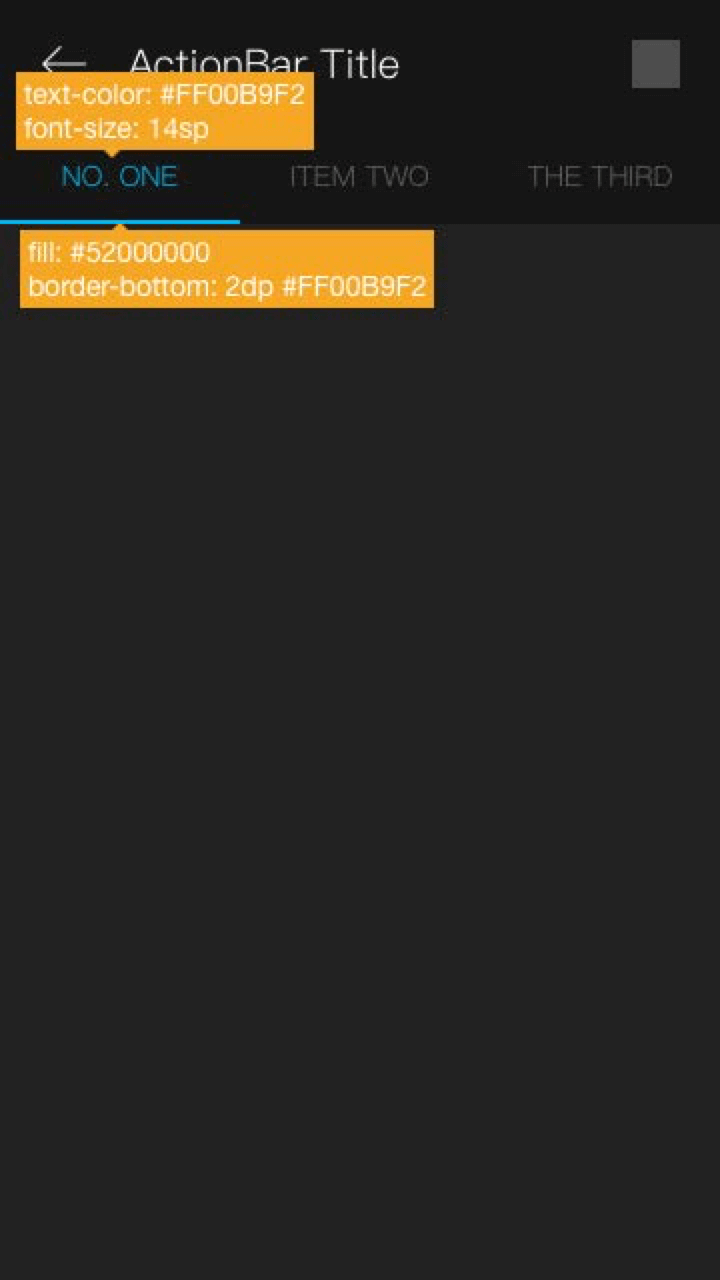 ActionBar Title
text-color: #FF00B9F2
font-size: 14sp
NO. ONE
ITEM TWO
THE THIRD
fill: #52000000
border-bottom: 2dp #FF00B9F2